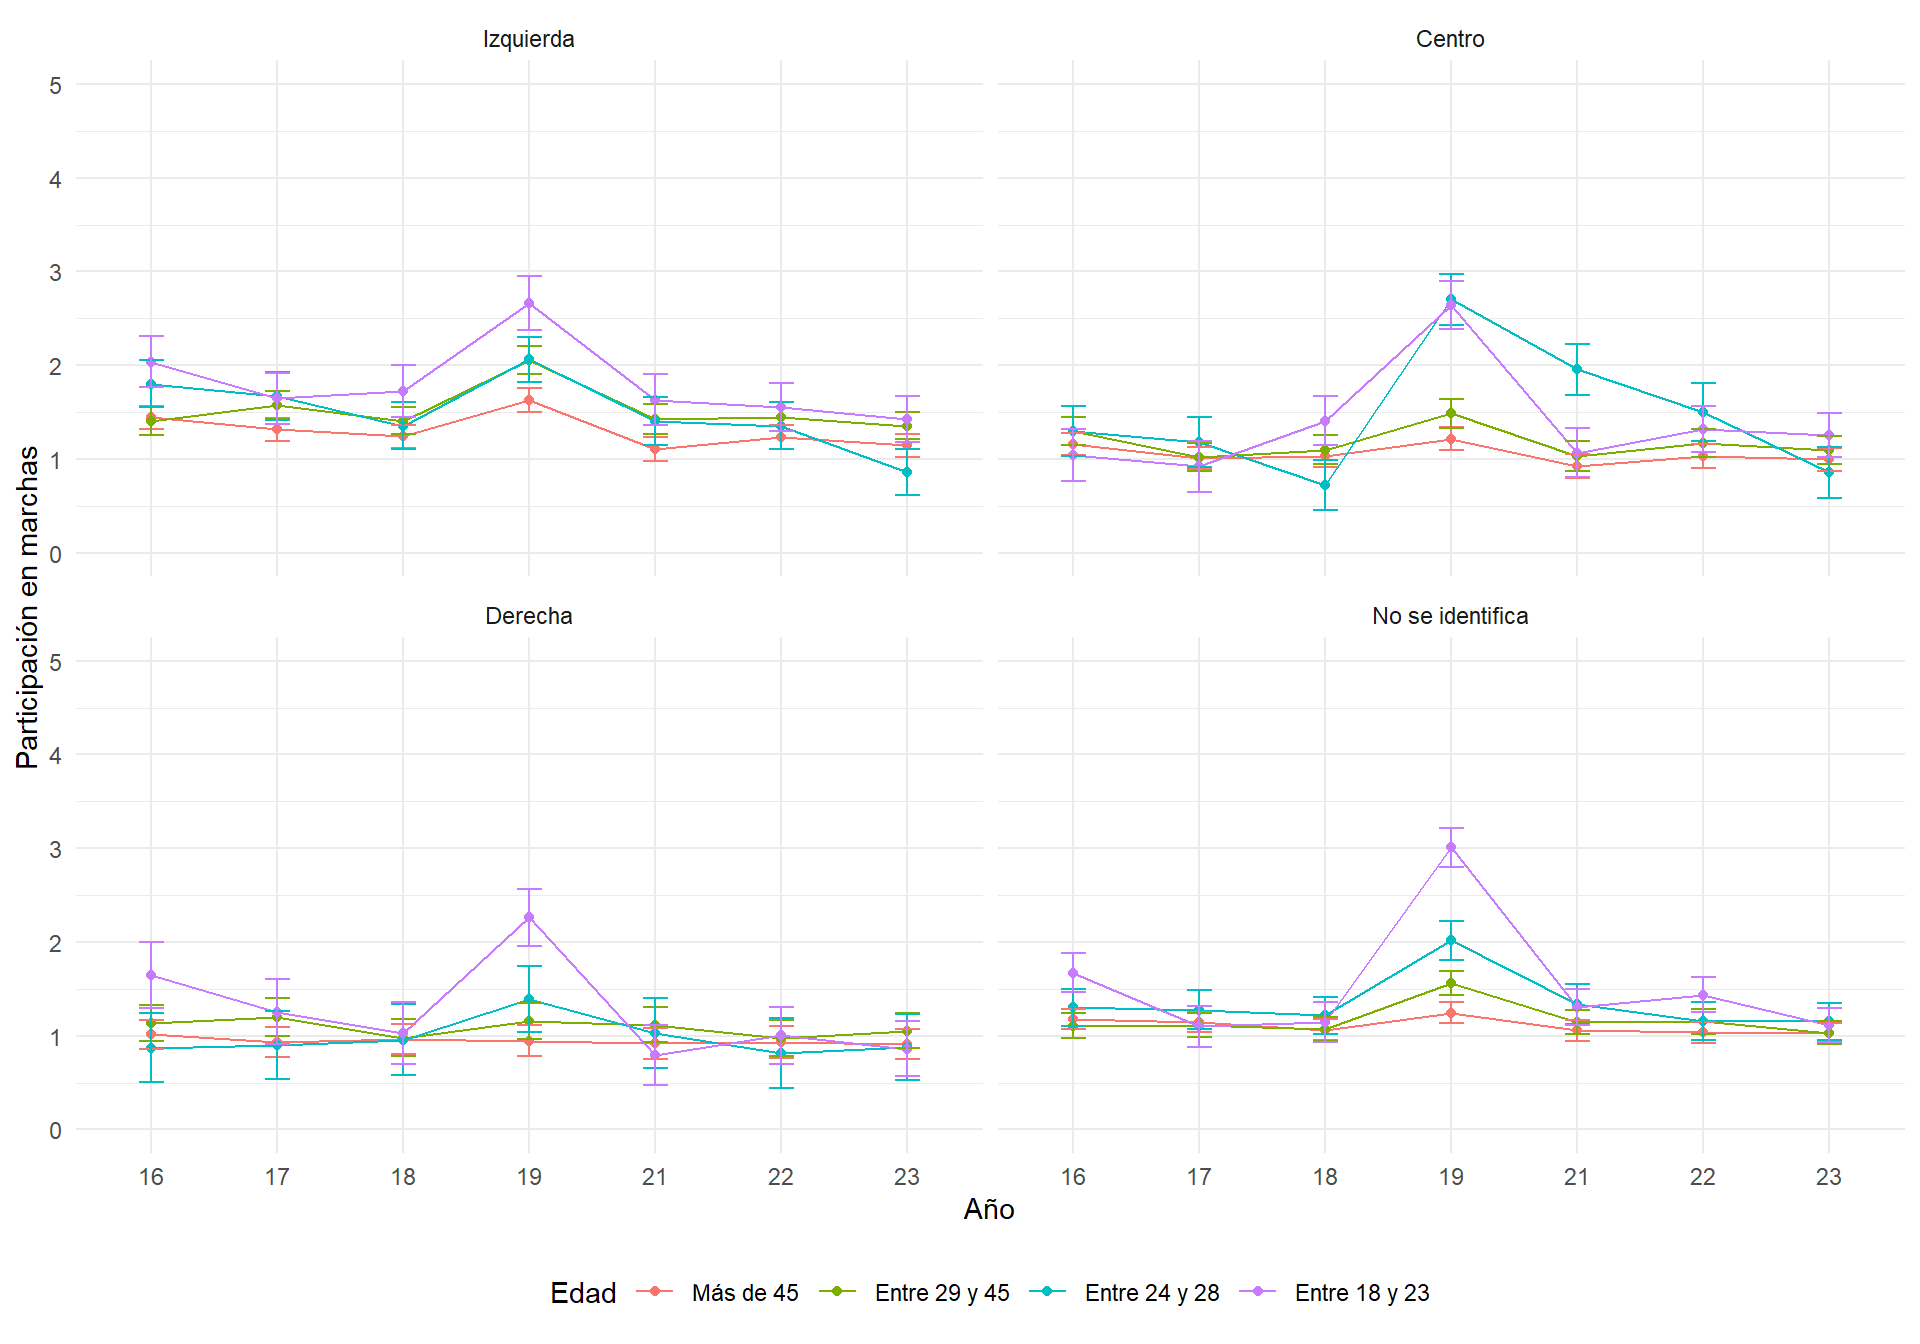 Izquierda
Centro
5
4
3
2
1
0
Participación en marchas
Derecha
No se identifica
5
4
3
2
1
0
16 17 18 19 21 22 23
16 17 18 19 21 22 23
Año
Edad Más de 45 Entre 29 y 45 Entre 24 y 28 Entre 18 y 23